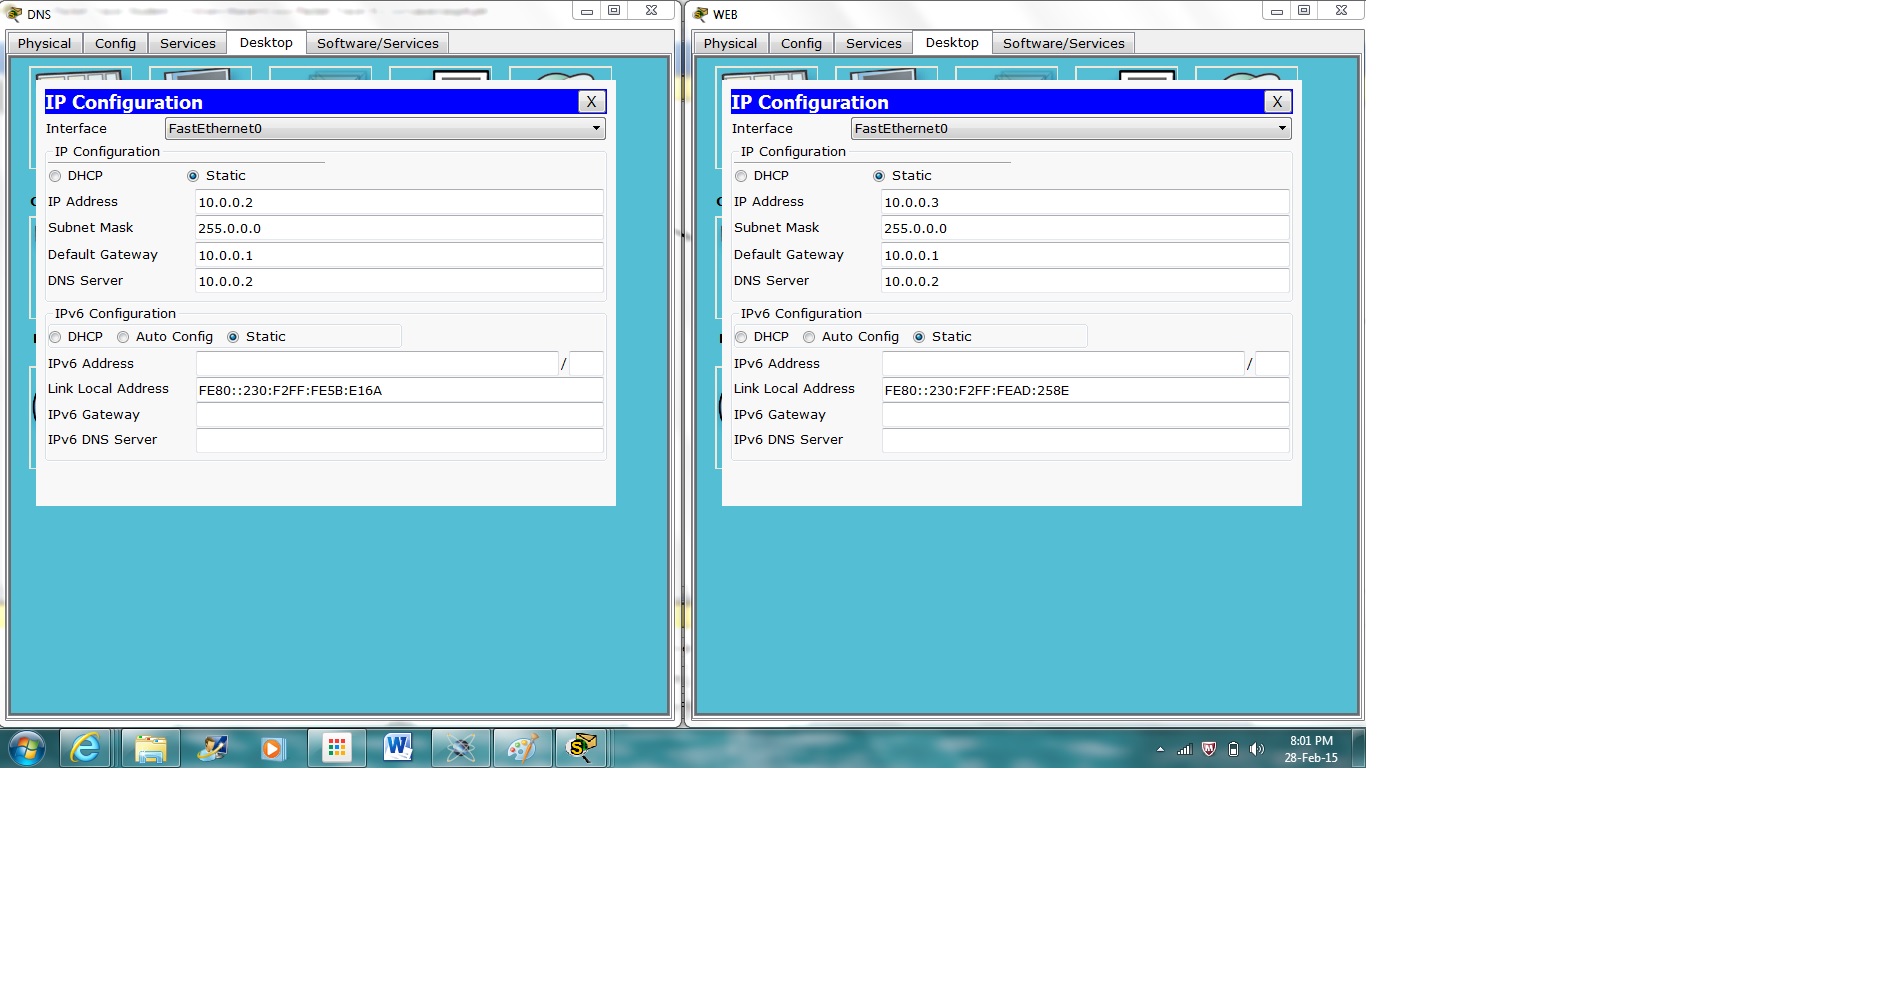 DNS
Physical Config Services Desktop Software/Services
IP Configuration X
Interface FastEthernet0
IP Configuration
DHCP Static
IP Address 10.0.0.2
Subnet Mask 255.0.0.0
Default Gateway 10.0.0.1
DNS Server 10.0.0.2
IPv6 Configuration
DHCP Auto Config Static
IPv6 Address /
Link Local Address FE80::230:F2FF:FE5B:E16A
IPv6 Gateway
IPv6 DNS Server
WEB
Physical Config Services Desktop Software/Services
IP Configuration X
Interface FastEthernet0
IP Configuration
DHCP Static
IP Address 10.0.0.3
Subnet Mask 255.0.0.0
Default Gateway 10.0.0.1
DNS Server 10.0.0.2
IPv6 Configuration
DHCP Auto Config Static
IPv6 Address /
Link Local Address FE80::230:F2FF:FEAD:258E
IPv6 Gateway
IPv6 DNS Server
8:01 PM
28-Feb-15